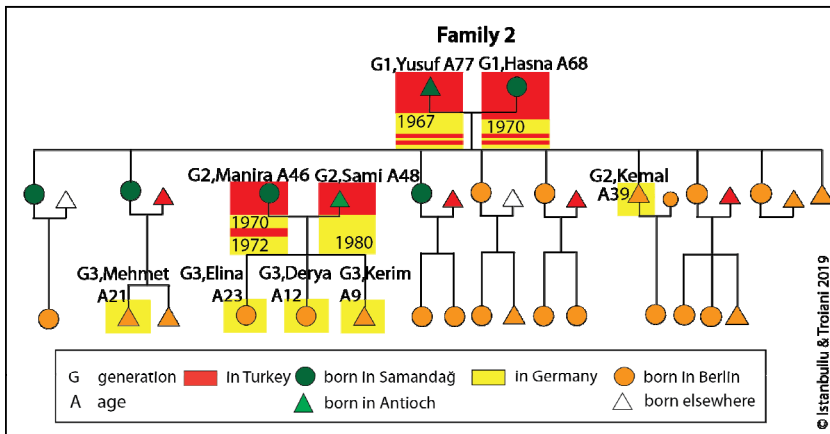 Family 2
G1,Yusuf A77 G1,Hasna A68
1967
1970
G2,Manira A46 G2,Sami A48
G2,Kemal
A39
1970
1972
1980
G3,Mehmet
A21
G3,Elina
A23
G3,Derya
A12
G3,Kerim
A9
G generation in Turkey born in Samandağ in Germany born in Berlin
A age born in Antioch born elsewhere
© Istanbullu & Troiani 2019